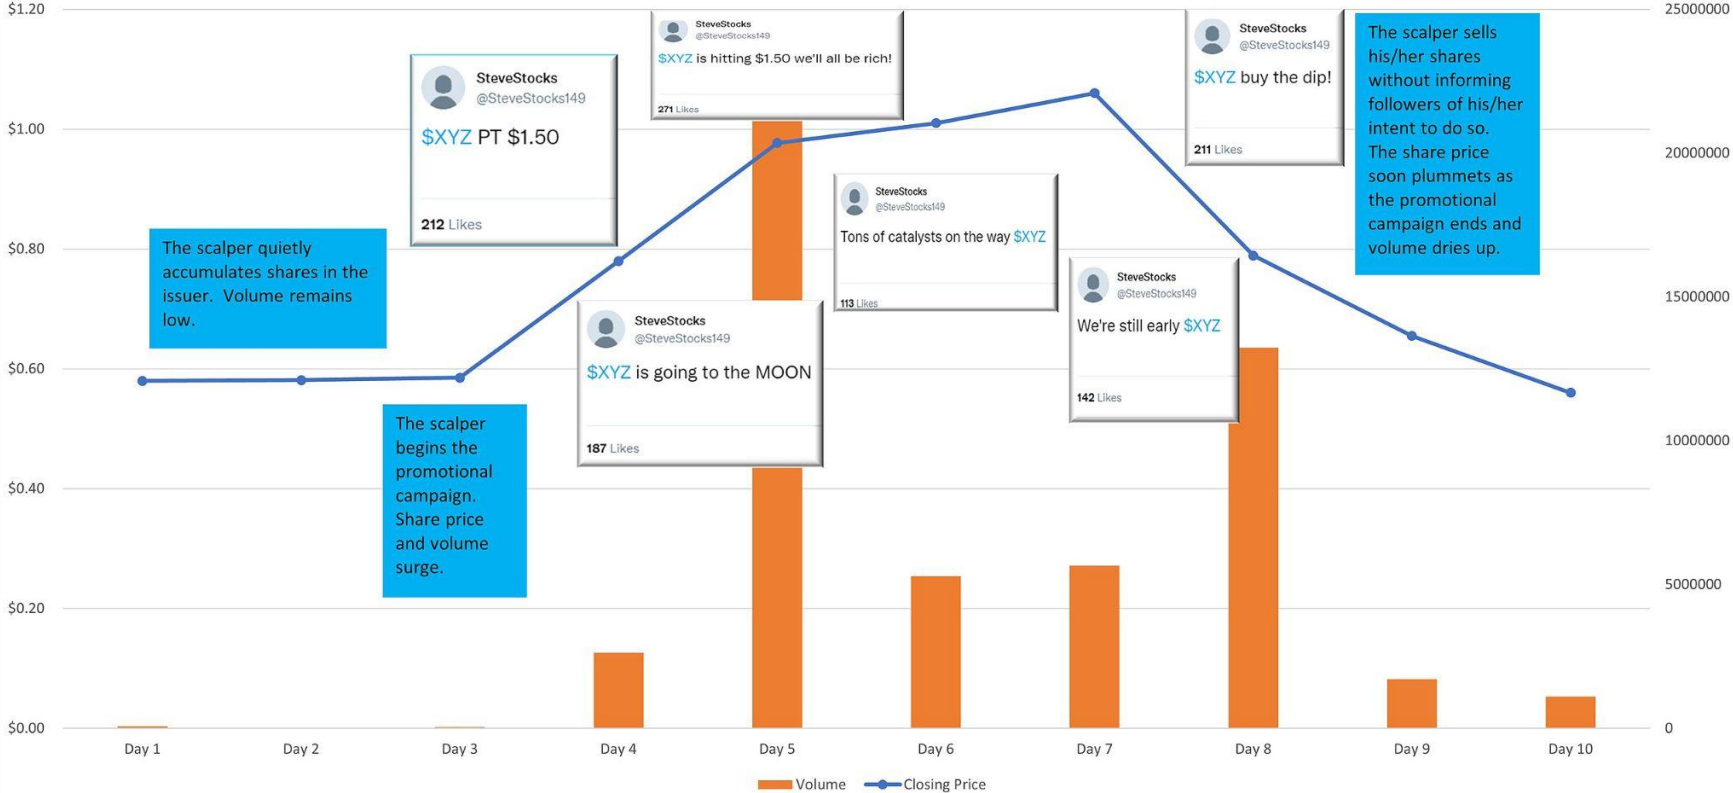 $1.20
$1.00
$0.80
$0.60
$0.40
$0.20
$0.00
The scalper quietly
accumulates shares in the
issuer.  Volume remains
low.
The scalper
begins the
promotional
campaign.
Share price
and volume
surge.
SteveStocks
@SteveStocks149
$XYZ PT $1.50
212 Likes
SteveStocks
@SteveStocks149
$XYZ is going to the MOON
187 Likes
SteveStocks
@SteveStocks149
$XYZ is hitting $1.50 we'll all be rich!
271 Likes
SteveStocks
@SteveStocks149
Tons of catalysts on the way $XYZ
113 Likes
SteveStocks
@SteveStocks149
We're still early $XYZ
142 Likes
SteveStocks
@SteveStocks149
$XYZ buy the dip!
211 Likes
The scalper sells
his/her shares
without informing
followers of his/her
intent to do so.
The share price
soon plummets as
the promotional
campaign ends and
volume dries up.
25000000
20000000
15000000
10000000
5000000
0
Day 1
Day 2
Day 3
Day 4
Day 5
Day 6
Day 7
Day 8
Day 9
Day 10
Volume
Closing Price